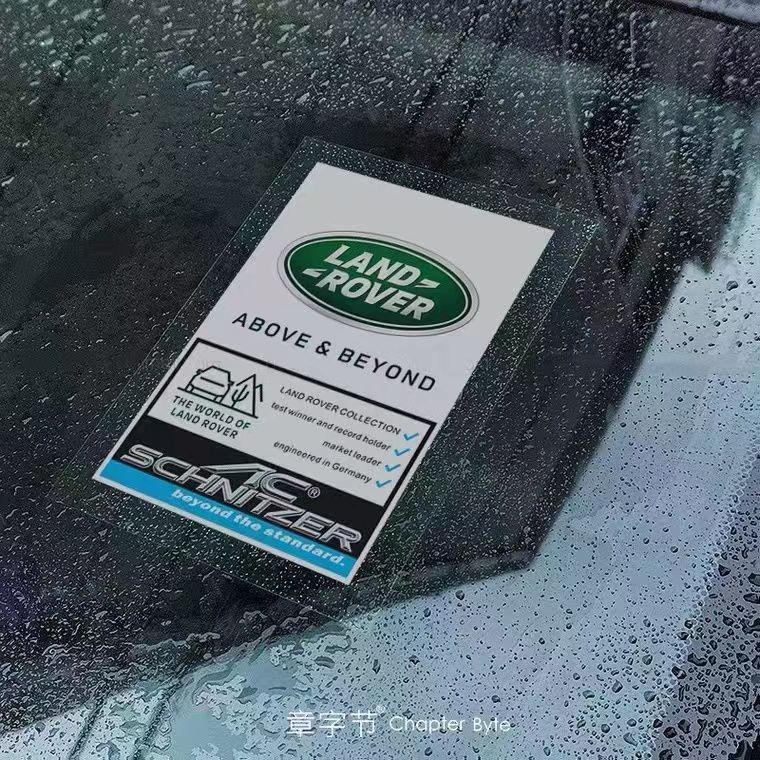 LAND
ROVER
ABOVE & BEYOND
THE WORLD OF
LAND ROVER
LAND ROVER COLLECTION
test winner and record holder
market leader
engineered in Germany
AC
SCHNITZER®
beyond the standard.
章字节® Chapter Byte